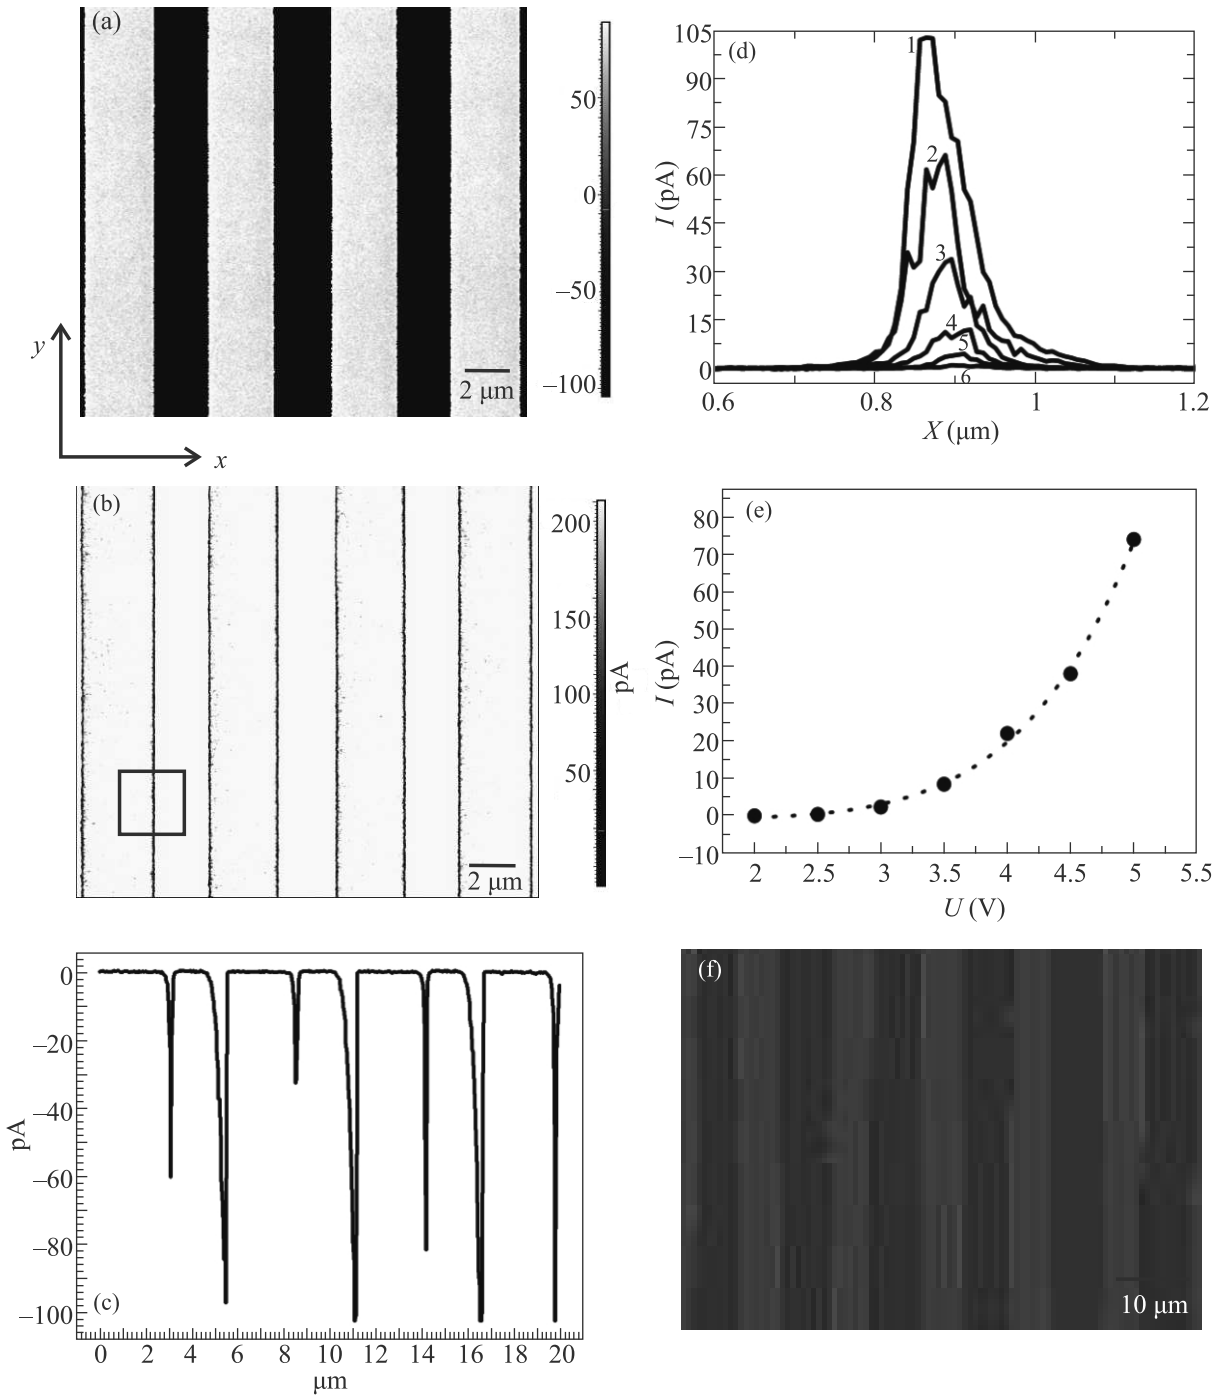 (a)
50
0
−50
−100
2 μm
y
x
(b)
200
150
100
50
pA
2 μm
0
−20
−40
−60
−80
−100
pA
(c)
0 2 4 6 8 10 12 14 16 18 20
μm
(d)
105
90
75
60
45
30
15
0
I (pA)
1
2
3
4
5
6
0.6 0.8 1 1.2
X (μm)
(e)
80
70
60
50
40
30
20
10
0
−10
I (pA)
2 2.5 3 3.5 4 4.5 5 5.5
U (V)
(f)
10 μm